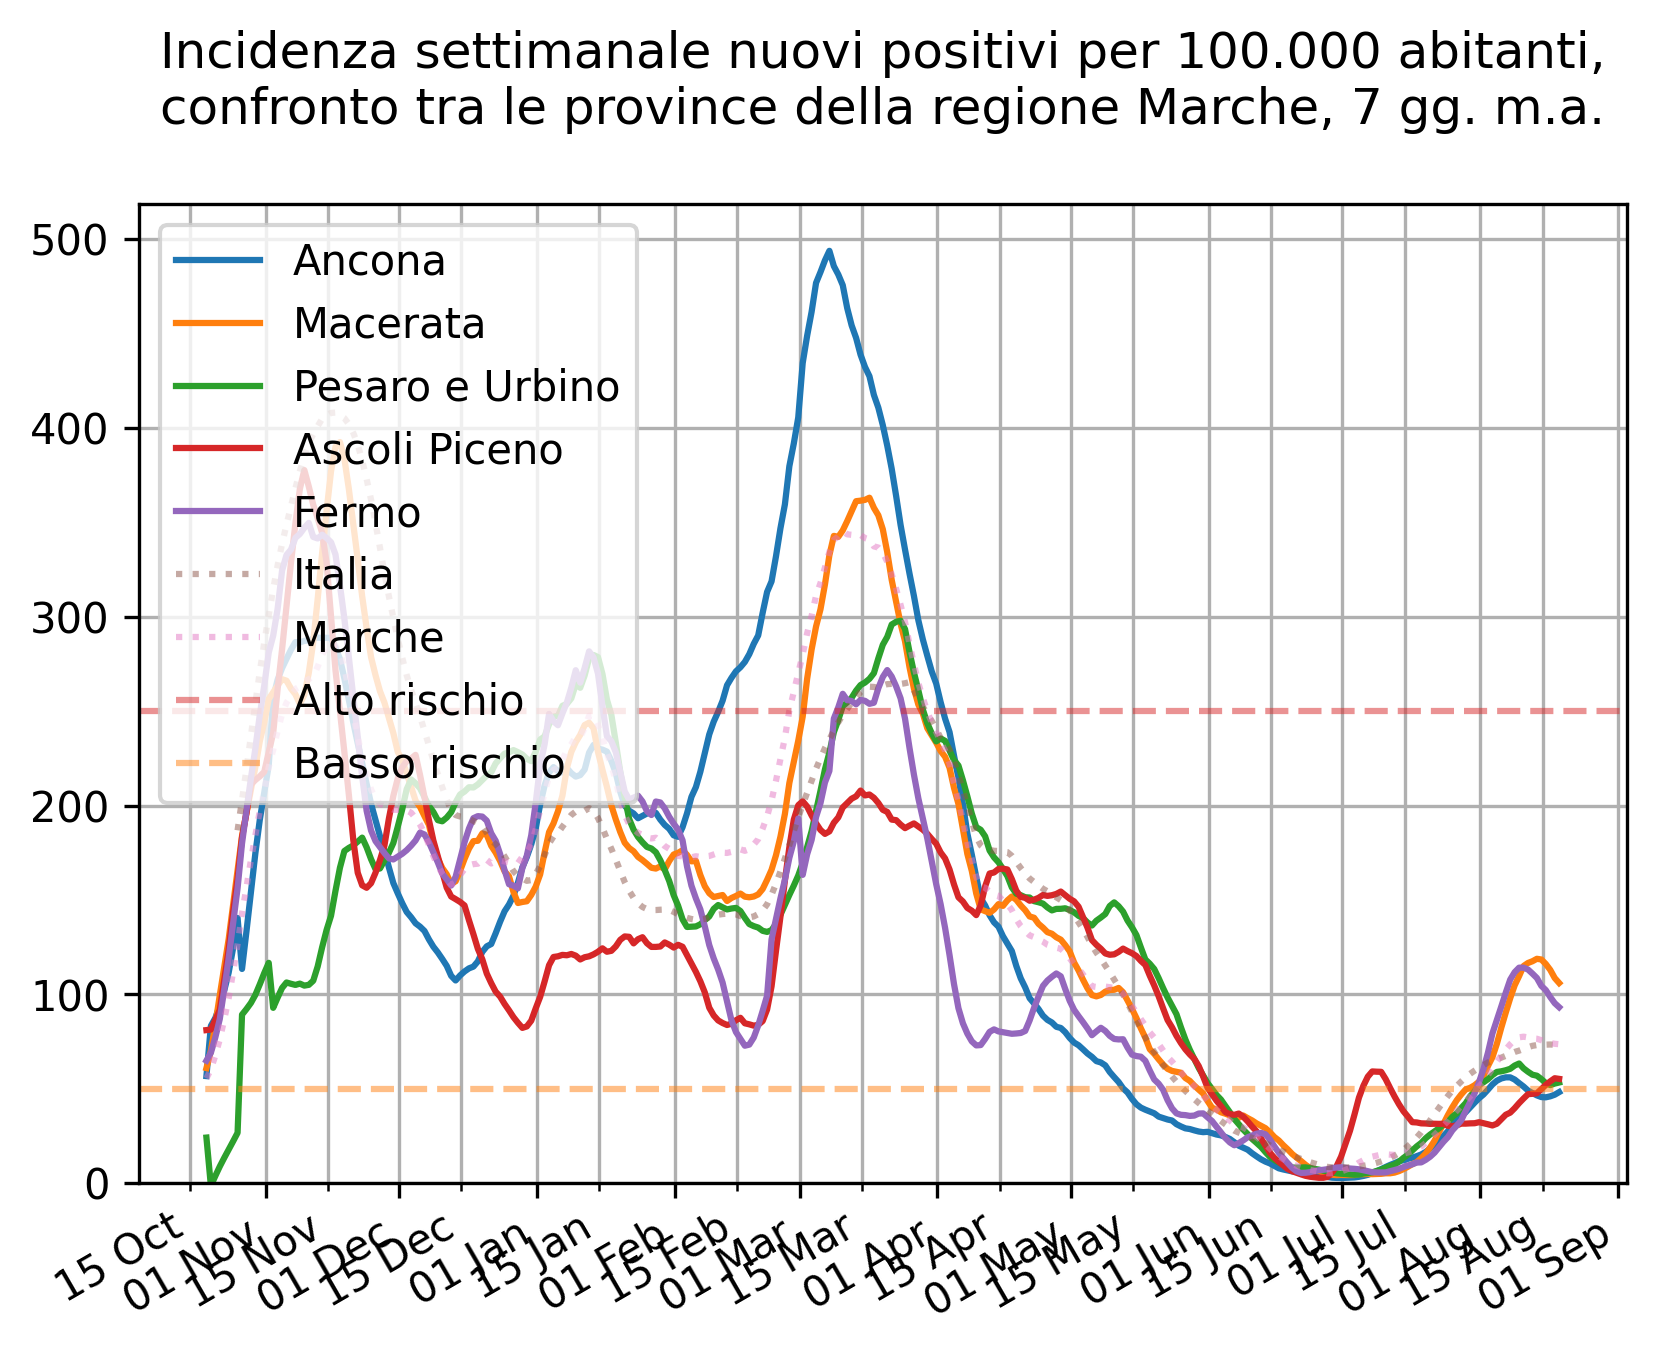 Incidenza settimanale nuovi positivi per 100.000 abitanti,
confronto tra le province della regione Marche, 7 gg. m.a.
500
400
300
200
100
0
Ancona
Macerata
Pesaro e Urbino
Ascoli Piceno
Fermo
Italia
Marche
Alto rischio
Basso rischio
15 Oct
01 Nov
15 Nov
01 Dec
15 Dec
01 Jan
15 Jan
01 Feb
15 Feb
01 Mar
15 Mar
01 Apr
15 Apr
01 May
15 May
01 Jun
15 Jun
01 Jul
15 Jul
01 Aug
15 Aug
01 Sep